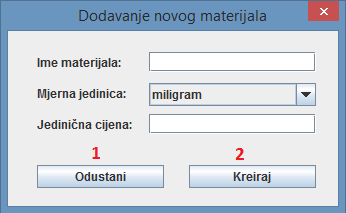 Dodavanje novog materijala
Ime materijala:
Mjerna jedinica: miligram
Jedinična cijena:
1 2
Odustani Kreiraj